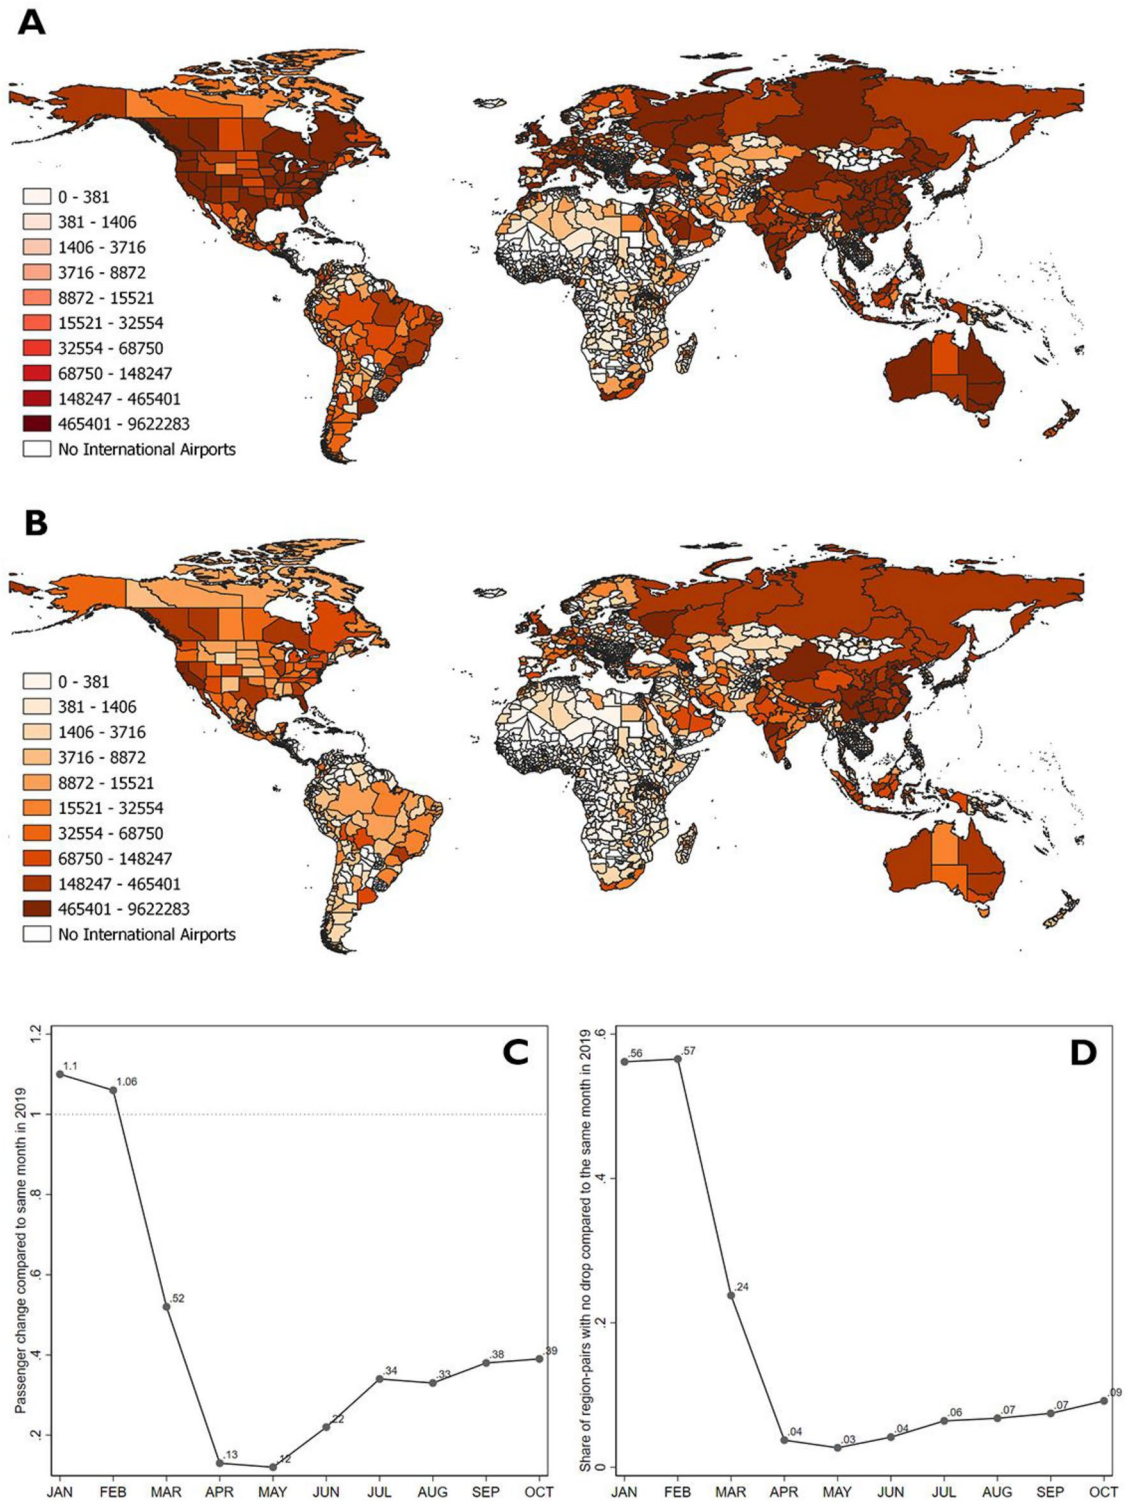 A
0 - 381
381 - 1406
1406 - 3716
3716 - 8872
8872 - 15521
15521 - 32554
32554 - 68750
68750 - 148247
148247 - 465401
465401 - 9622283
No International Airports
B
0 - 381
381 - 1406
1406 - 3716
3716 - 8872
8872 - 15521
15521 - 32554
32554 - 68750
68750 - 148247
148247 - 465401
465401 - 9622283
No International Airports
C
Passenger change compared to same month in 2019
1.2
1
.8
.6
.4
.2
1.1
1.06
.52
.13
.12
.22
.34
.33
.38
.39
JAN FEB MAR APR MAY JUN JUL AUG SEP OCT
D
Share of region-pairs with no drop compared to the same month in 2019
.6
.4
.2
0
.56
.57
.24
.04
.03
.04
.06
.07
.07
.09
JAN FEB MAR APR MAY JUN JUL AUG SEP OCT